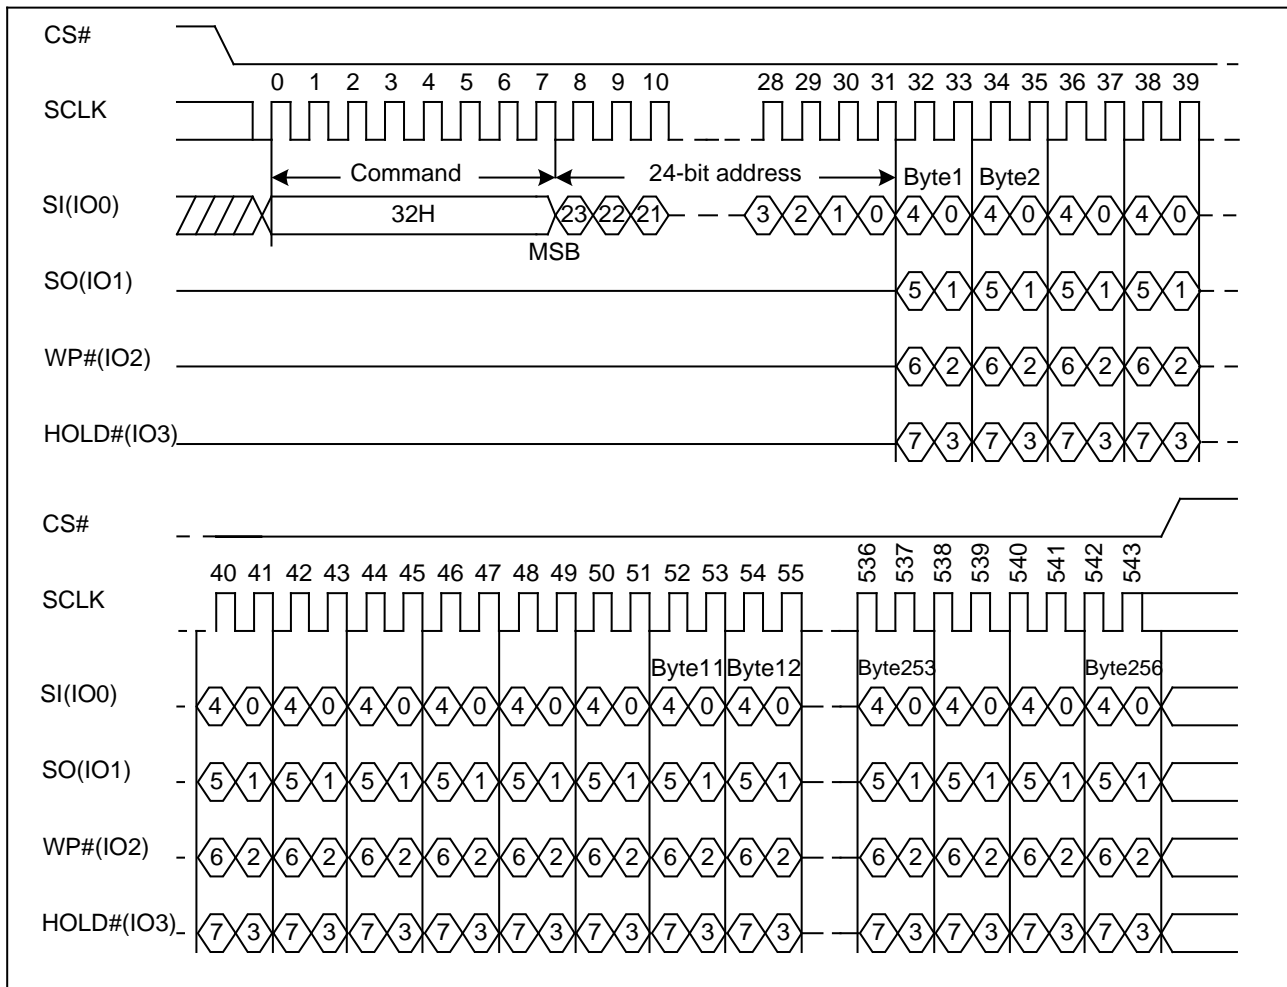 CS#
0 1 2 3 4 5 6 7 8 9 10 28 29 30 31 32 33 34 35 36 37 38 39
SCLK
Command 24-bit address Byte1 Byte2
SI(IO0) 32H 23 22 21 3 2 1 0 4 0 4 0 4 0 4 0
MSB
SO(IO1) 5 1 5 1 5 1 5 1
WP#(IO2) 6 2 6 2 6 2 6 2
HOLD#(IO3) 7 3 7 3 7 3 7 3
CS#
40 41 42 43 44 45 46 47 48 49 50 51 52 53 54 55 536 537 538 539 540 541 542 543
SCLK
Byte11 Byte12 Byte253 Byte256
SI(IO0) 4 0 4 0 4 0 4 0 4 0 4 0 4 0 4 0 4 0 4 0 4 0 4 0
SO(IO1) 5 1 5 1 5 1 5 1 5 1 5 1 5 1 5 1 5 1 5 1 5 1 5 1
WP#(IO2) 6 2 6 2 6 2 6 2 6 2 6 2 6 2 6 2 6 2 6 2 6 2 6 2
HOLD#(IO3) 7 3 7 3 7 3 7 3 7 3 7 3 7 3 7 3 7 3 7 3 7 3 7 3